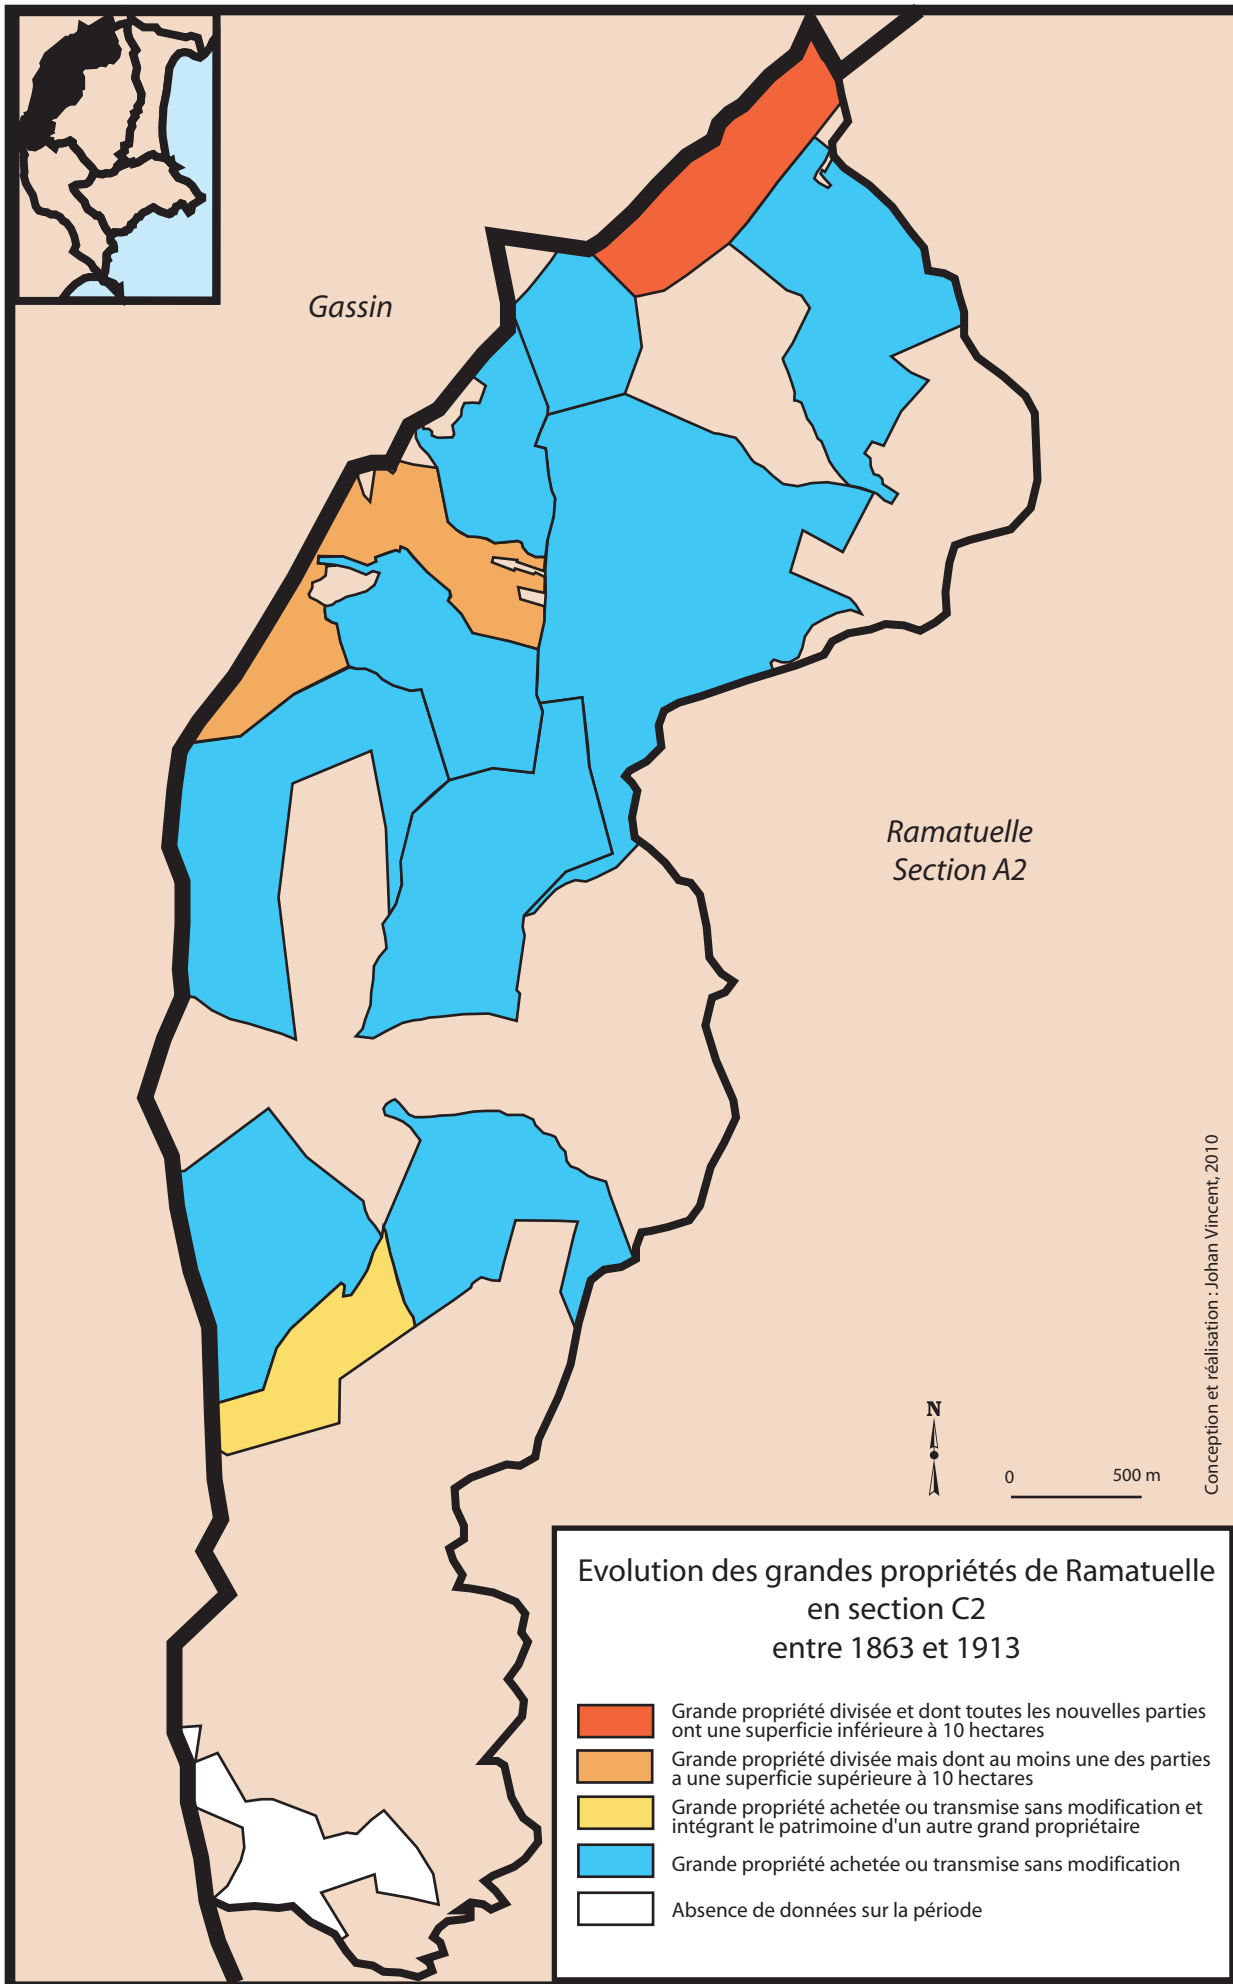 Gassin
Ramatuelle
Section A2
Conception et réalisation : Johan Vincent, 2010
N
0 500 m
Evolution des grandes propriétés de Ramatuelle
en section C2
entre 1863 et 1913
Grande propriété divisée et dont toutes les nouvelles parties
ont une superficie inférieure à 10 hectares
Grande propriété divisée mais dont au moins une des parties
a une superficie supérieure à 10 hectares
Grande propriété achetée ou transmise sans modification et
intégrant le patrimoine d'un autre grand propriétaire
Grande propriété achetée ou transmise sans modification
Absence de données sur la période